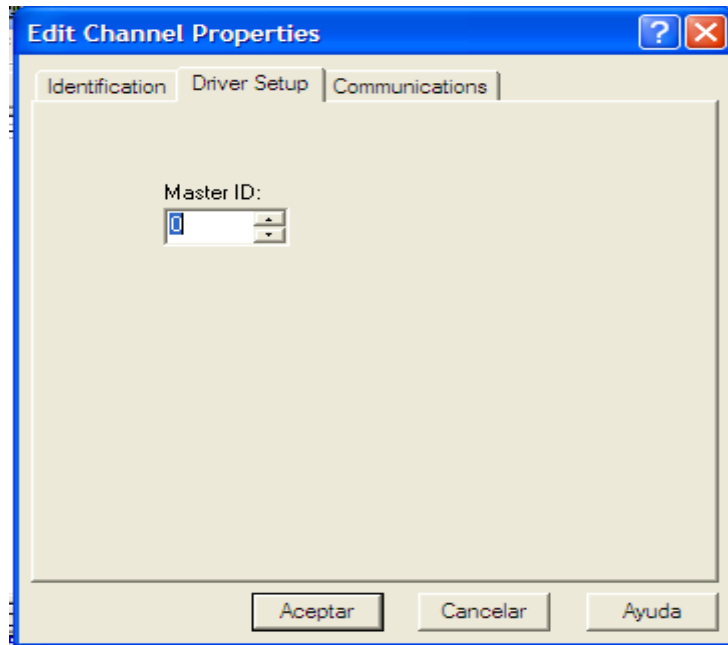 Edit Channel Properties
Identification Driver Setup Communications
Master ID:
0
Aceptar Cancelar Ayuda